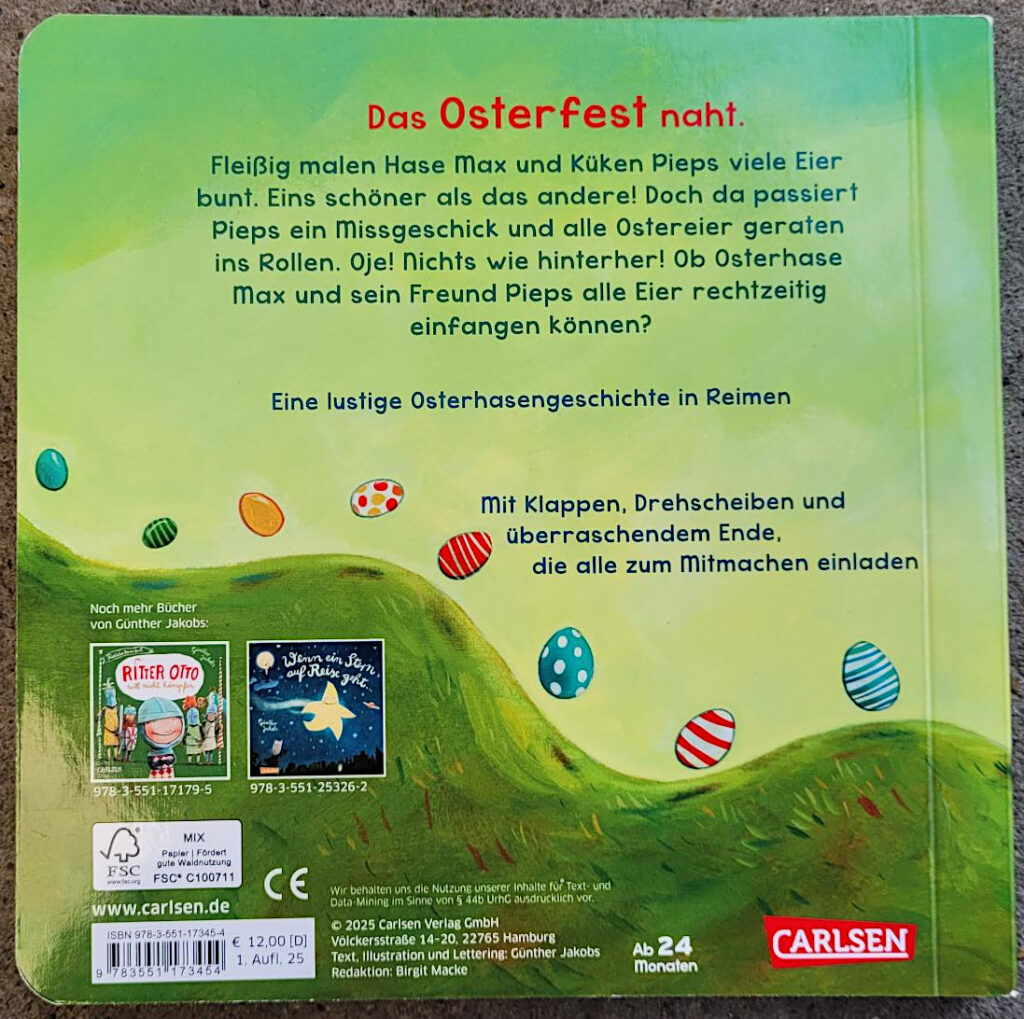 Das Osterfest naht.
Fleißig malen Hase Max und Küken Pieps viele Eier
bunt. Eins schöner als das andere! Doch da passiert
Pieps ein Missgeschick und alle Ostereier geraten
ins Rollen. Oje! Nichts wie hinterher! Ob Osterhase
Max und sein Freund Pieps alle Eier rechtzeitig
einfangen können?
Eine lustige Osterhasengeschichte in Reimen
Mit Klappen, Drehscheiben und
überraschendem Ende,
die alle zum Mitmachen einladen
Noch mehr Bücher
von Günther Jakobs:
RITTER OTTO
will nicht kämpfen
CARLSEN
978-3-551-17179-5
Wenn ein Stern
auf Reise geht...
Günther
Jakobs
978-3-551-25326-2
MIX
Papier | Fördert
gute Waldnutzung
FSC® C100711
FSC
www.fsc.org
CE
Wir behalten uns die Nutzung unserer Inhalte für Text- und
Data-Mining im Sinne von § 44b UrhG ausdrücklich vor.
www.carlsen.de
ISBN 978-3-551-17345-4
9 783551 173454
€ 12,00 [D]
1. Aufl. 25
© 2025 Carlsen Verlag GmbH
Völckersstraße 14-20, 22765 Hamburg
Text, Illustration und Lettering: Günther Jakobs
Redaktion: Birgit Macke
Ab 24
Monaten
CARLSEN